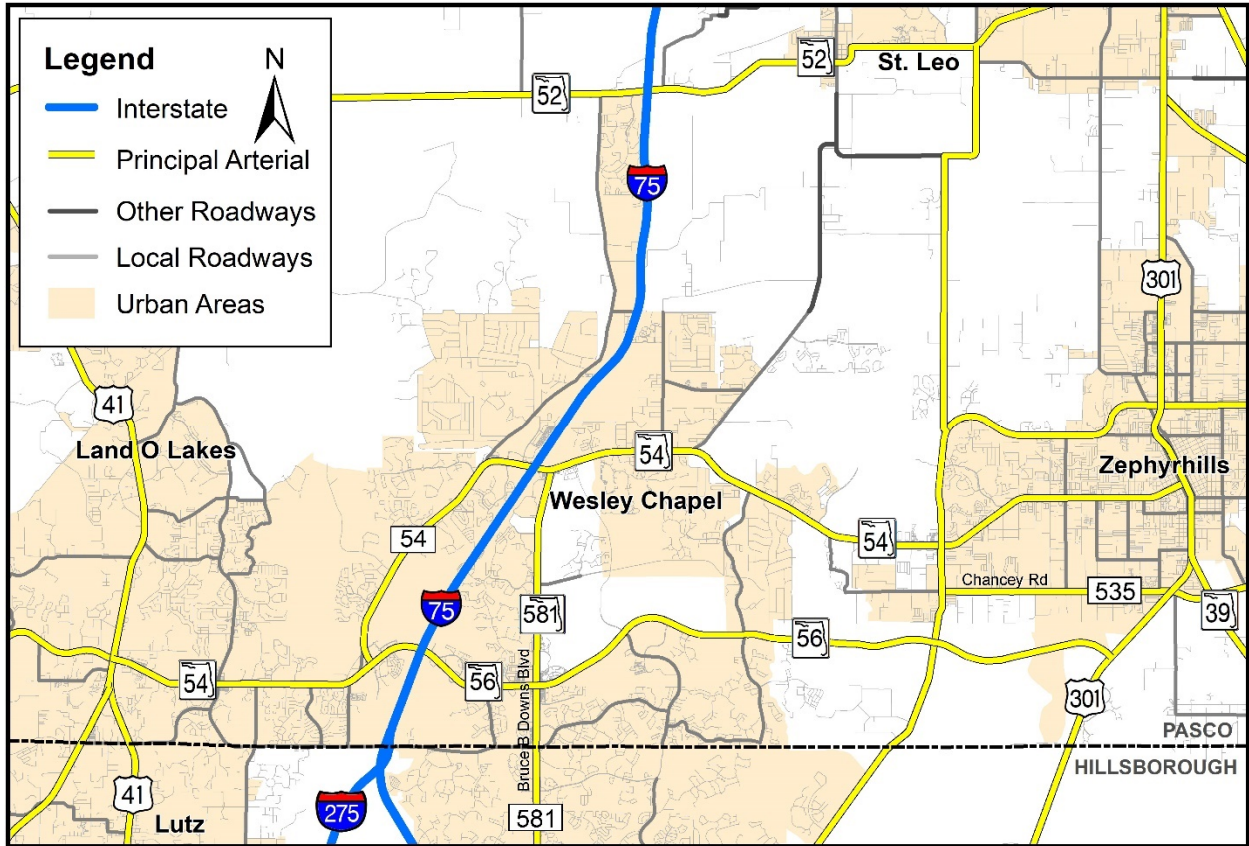 Legend
N
Interstate
Principal Arterial
Other Roadways
Local Roadways
Urban Areas
52
St. Leo
52
75
301
41
Land O Lakes
54
Zephyrhills
Wesley Chapel
54
54
Chancey Rd
535
75
581
39
56
54
56
Bruce B Downs Blvd
301
PASCO
HILLSBOROUGH
41
275
581
Lutz